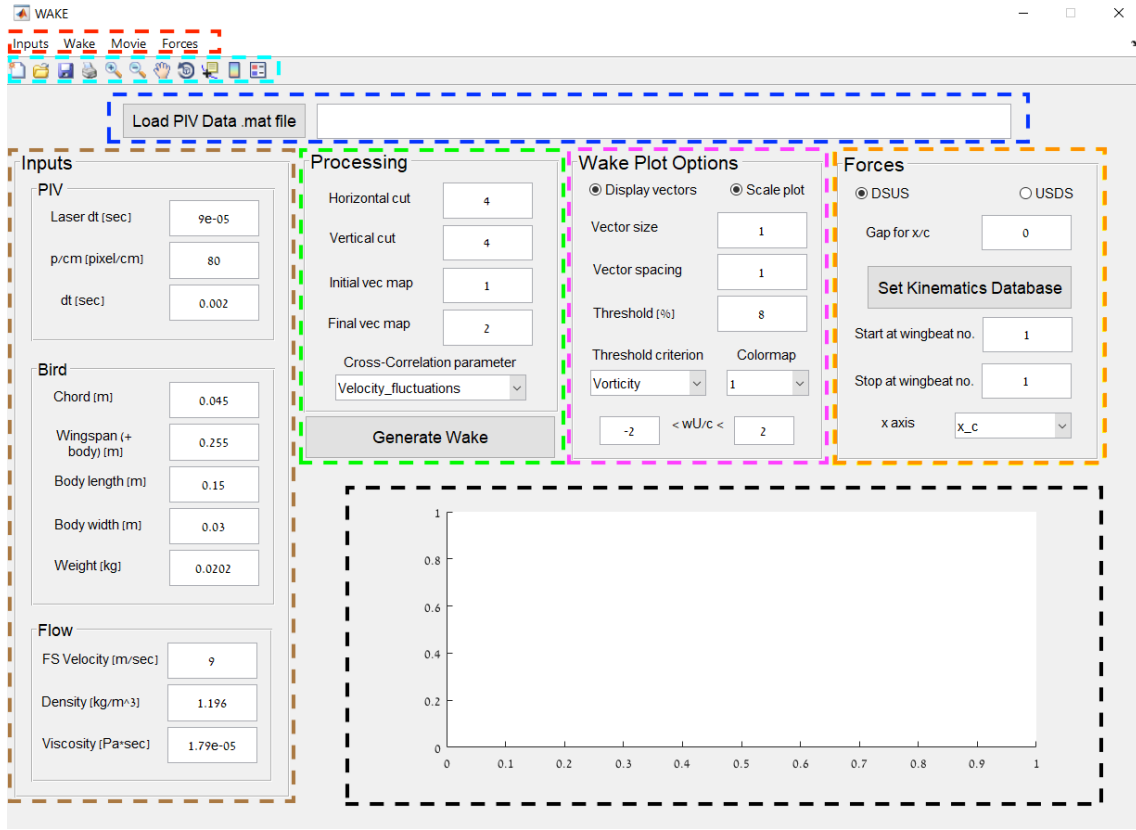 WAKE
Inputs Wake Movie Forces
Load PIV Data .mat file
Inputs
PIV
Laser dt [sec] 9e-05
p/cm [pixel/cm] 80
dt [sec] 0.002
Bird
Chord [m] 0.045
Wingspan (+
body) [m] 0.255
Body length [m] 0.15
Body width [m] 0.03
Weight [kg] 0.0202
Flow
FS Velocity [m/sec] 9
Density [kg/m^3] 1.196
Viscosity [Pa*sec] 1.79e-05
Processing
Horizontal cut 4
Vertical cut 4
Initial vec map 1
Final vec map 2
Cross-Correlation parameter
Velocity_fluctuations
Generate Wake
Wake Plot Options
Display vectors Scale plot
Vector size 1
Vector spacing 1
Threshold [%] 8
Threshold criterion Colormap
Vorticity 1
-2 < wU/c < 2
Forces
DSUS USDS
Gap for x/c 0
Set Kinematics Database
Start at wingbeat no. 1
Stop at wingbeat no. 1
x axis x_c
1
0.8
0.6
0.4
0.2
0
0 0.1 0.2 0.3 0.4 0.5 0.6 0.7 0.8 0.9 1